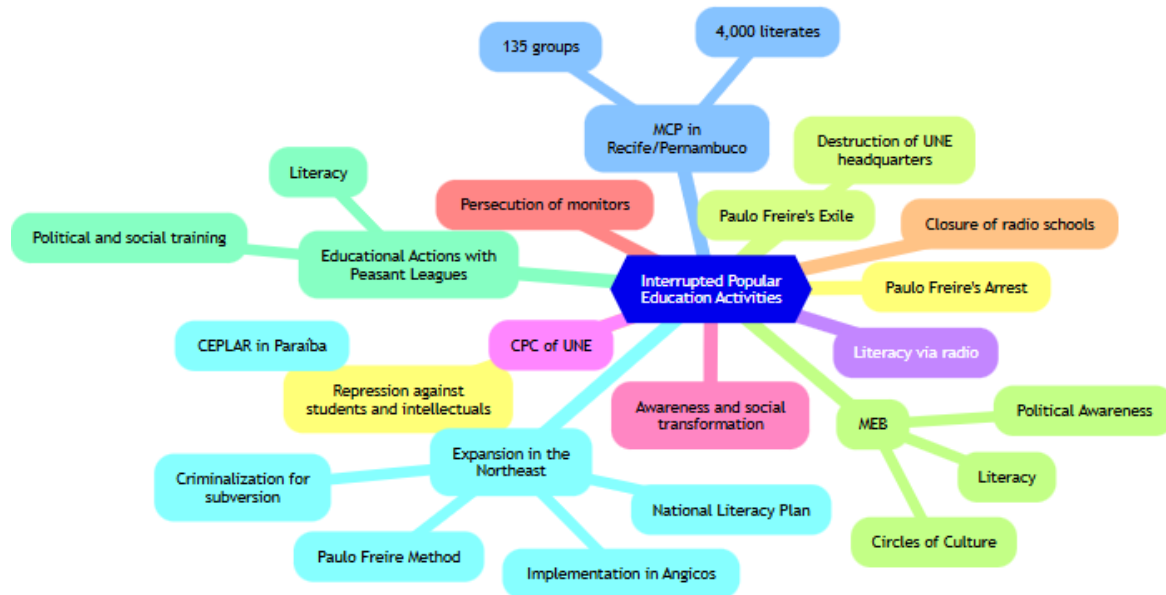 4,000 literates
135 groups
MCP in
Recife/Pernambuco
Destruction of UNE
headquarters
Literacy
Persecution of monitors
Paulo Freire's Exile
Closure of radio schools
Political and social training
Educational Actions with
Peasant Leagues
Interrupted Popular
Education Activities
Paulo Freire's Arrest
CEPLAR in Paraíba
CPC of UNE
Literacy via radio
Repression against
students and intellectuals
Awareness and social
transformation
MEB
Political Awareness
Expansion in the
Northeast
Criminalization for
subversion
Literacy
National Literacy Plan
Circles of Culture
Paulo Freire Method
Implementation in Angicos